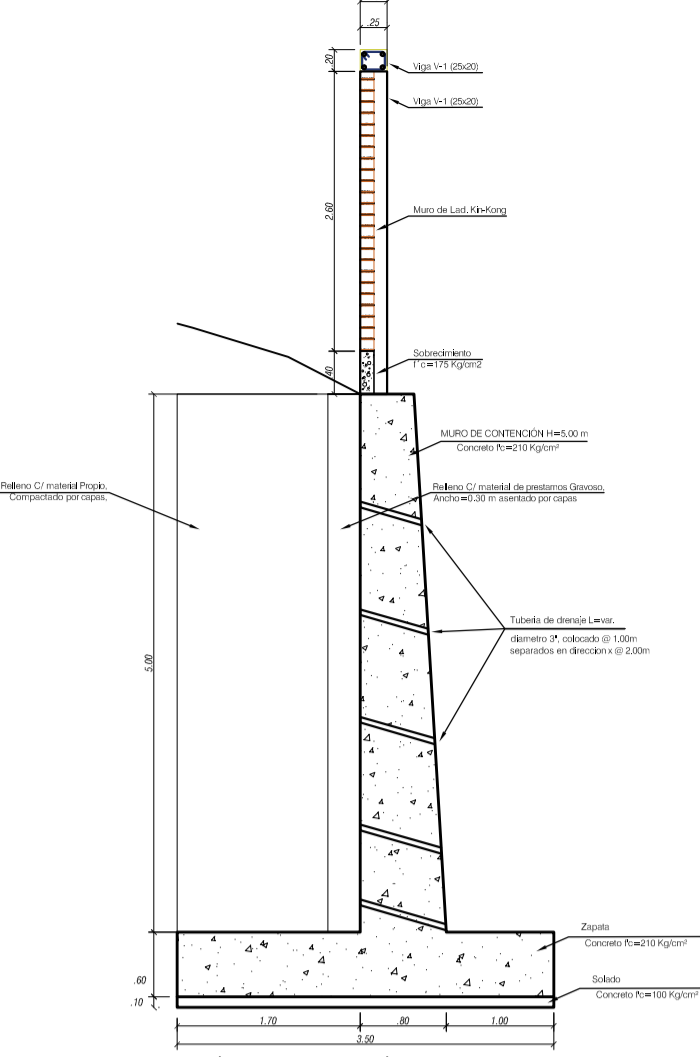 .25
.20
Viga V-1 (25x20)
Viga V-1 (25x20)
2.60
Muro de Lad. Kin-Kong
Sobrecimiento
f'c=175 Kg/cm2
.40
MURO DE CONTENCIÓN H=5.00 m
Concreto f'c=210 Kg/cm²
Relleno C/ material Propio,
Compactado por capas,
Relleno C/ material de prestamos Gravoso,
Ancho=0.30 m asentado por capas
Tuberia de drenaje L=var.
diametro 3", colocado @ 1.00m
separados en direccion x @ 2.00m
5.00
Zapata
Concreto f'c=210 Kg/cm²
.60
Solado
Concreto f'c=100 Kg/cm²
.10
1.70
.80
1.00
3.50